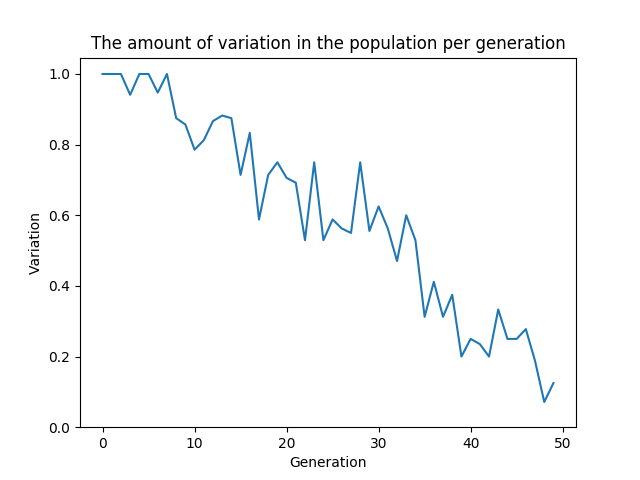 The amount of variation in the population per generation
1.0
0.8
0.6
0.4
0.2
0.0
Variation
0 10 20 30 40 50
Generation